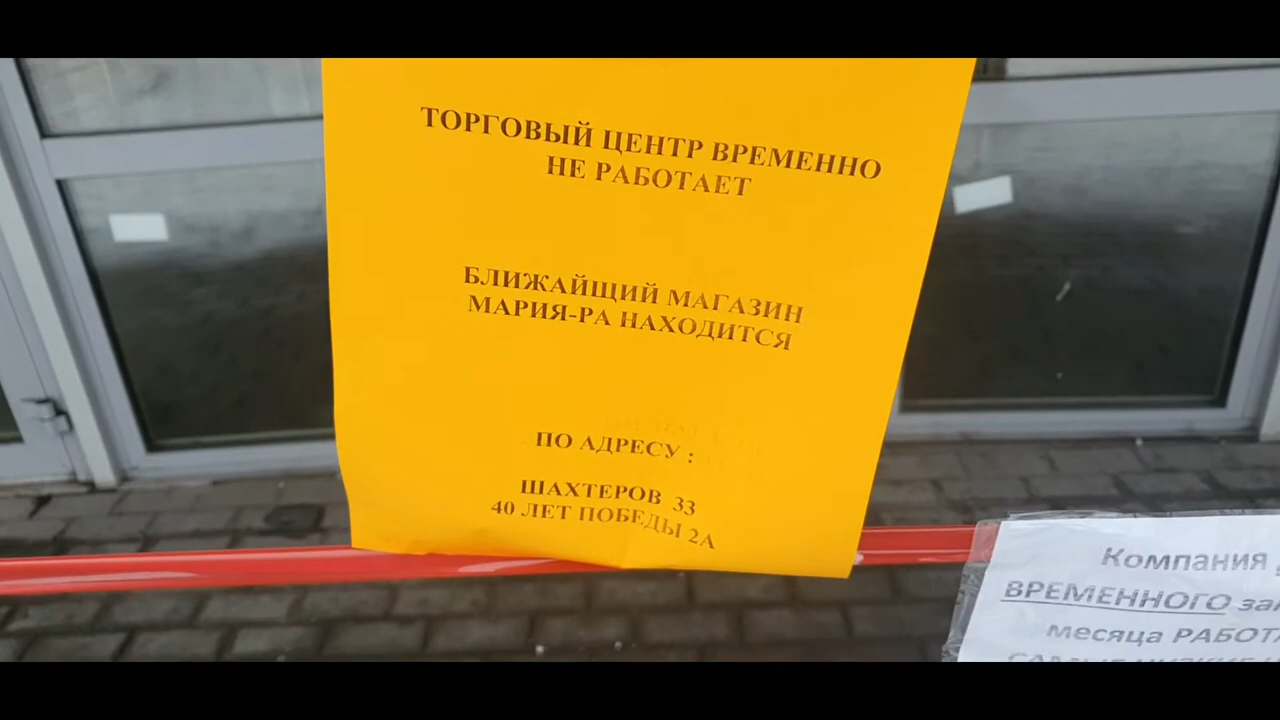 ТОРГОВЫЙ ЦЕНТР ВРЕМЕННО
НЕ РАБОТАЕТ
БЛИЖАЙЩИЙ МАГАЗИН
МАРИЯ-РА НАХОДИТСЯ
ПО АДРЕСУ :
ШАХТЕРОВ 33
40 ЛЕТ ПОБЕДЫ 2А
Компания
ВРЕМЕННОГО
месяца